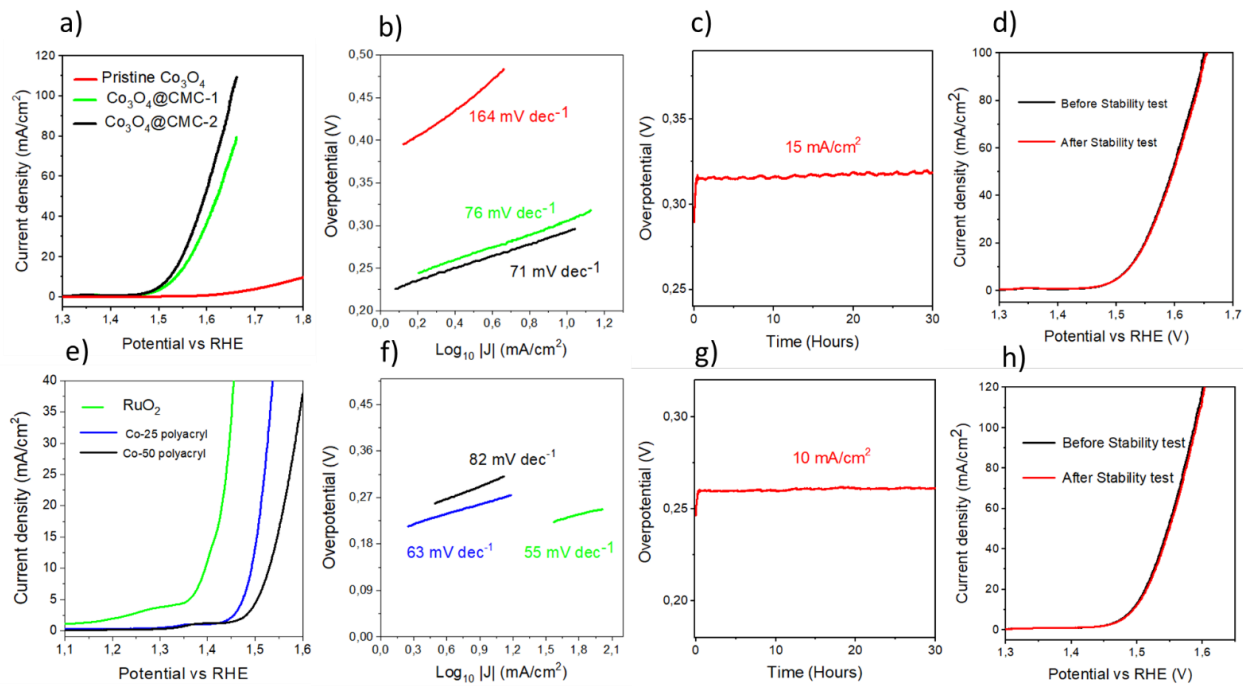 a)
120
110
100
90
80
70
60
50
40
30
20
10
0
Current density (mA/cm²)
Pristine Co₃O₄
Co₃O₄@CMC-1
Co₃O₄@CMC-2
1,3 1,4 1,5 1,6 1,7 1,8
Potential vs RHE
b)
0,50
0,45
0,40
0,35
0,30
0,25
0,20
Overpotential (V)
164 mV dec⁻¹
76 mV dec⁻¹
71 mV dec⁻¹
0,0 0,4 0,6 0,8 1,0 1,2
Log₁₀ |J| (mA/cm²)
c)
0,35
0,30
0,25
Overpotential (V)
15 mA/cm²
0 10 20 30
Time (Hours)
d)
100
80
60
40
20
0
Current density (mA/cm²)
Before Stability test
After Stability test
1,3 1,4 1,5 1,6 1,7
Potential vs RHE (V)
e)
40
35
30
25
20
15
10
5
0
Current density (mA/cm²)
RuO₂
Co-25 polyacryl
Co-50 polyacryl
1,1 1,2 1,3 1,4 1,5 1,6
Potential vs RHE
f)
0,45
0,36
0,27
0,18
0,09
0,00
Overpotential (V)
82 mV dec⁻¹
63 mV dec⁻¹
55 mV dec⁻¹
0,0 0,3 0,6 0,9 1,2 1,5 1,8 2,1
Log₁₀ |J| (mA/cm²)
g)
0,30
0,25
0,20
Overpotential (V)
10 mA/cm²
0 10 20 30
Time (Hours)
h)
120
100
80
60
40
20
0
Current density (mA/cm²)
Before Stability test
After Stability test
1,3 1,4 1,5 1,6
Potential vs RHE (V)